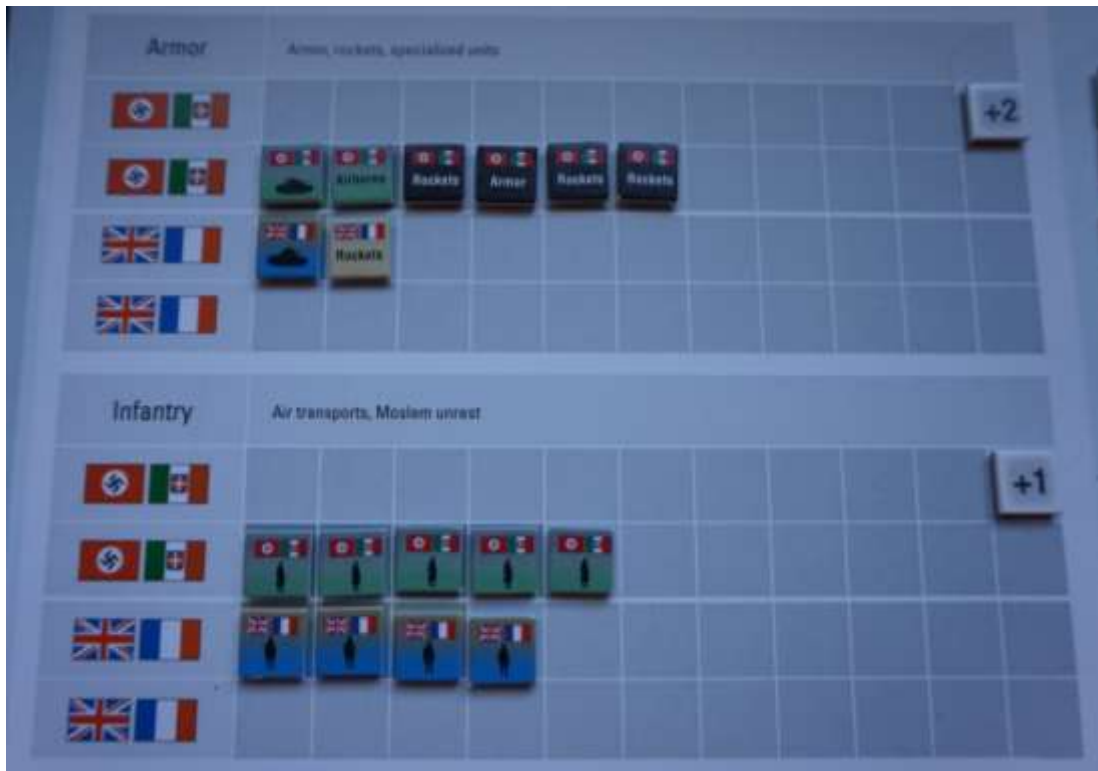 Armor Armor, rockets, specialized units
+2
Airborne Rockets Armor Rockets Rockets
Rockets
Infantry Air transports, Moslem unrest
+1